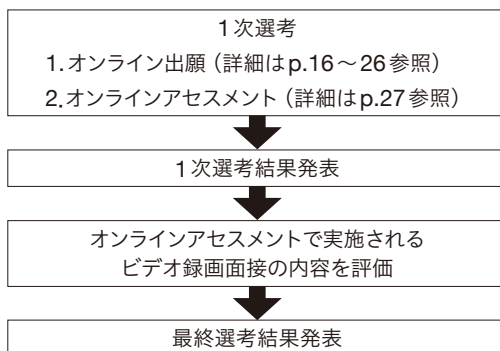 1次選考
1.オンライン出願（詳細はp.16～26参照）
2.オンラインアセスメント（詳細はp.27参照）
1次選考結果発表
オンラインアセスメントで実施される
ビデオ録画面接の内容を評価
最終選考結果発表